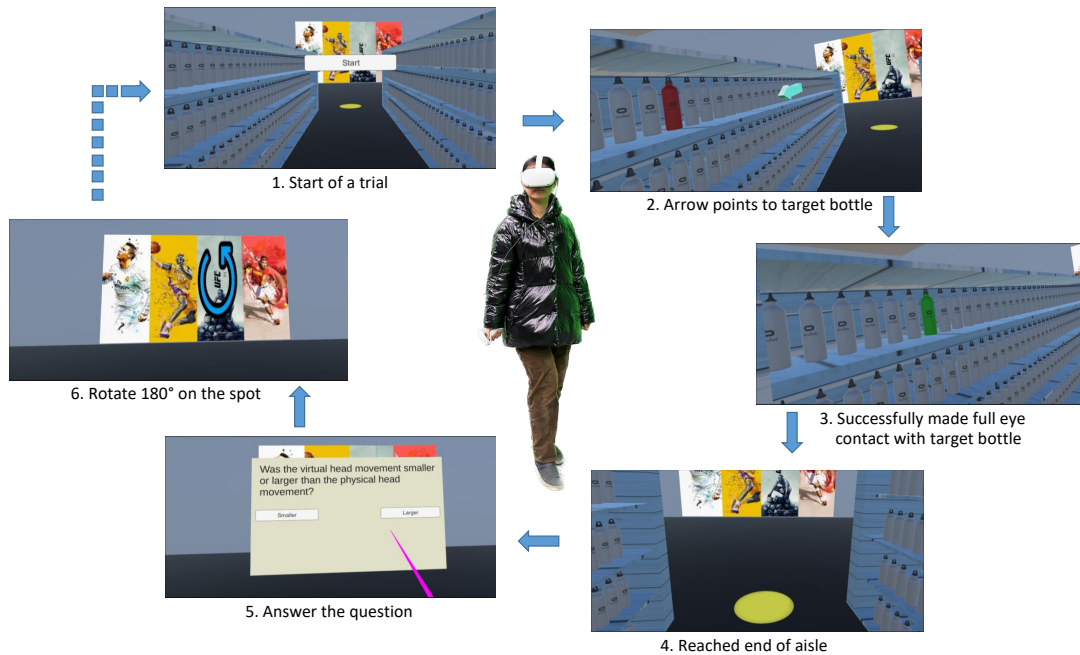 Start
1. Start of a trial
2. Arrow points to target bottle
3. Successfully made full eye
contact with target bottle
4. Reached end of aisle
Was the virtual head movement smaller
or larger than the physical head
movement?
Smaller
Larger
5. Answer the question
UFC
6. Rotate 180° on the spot